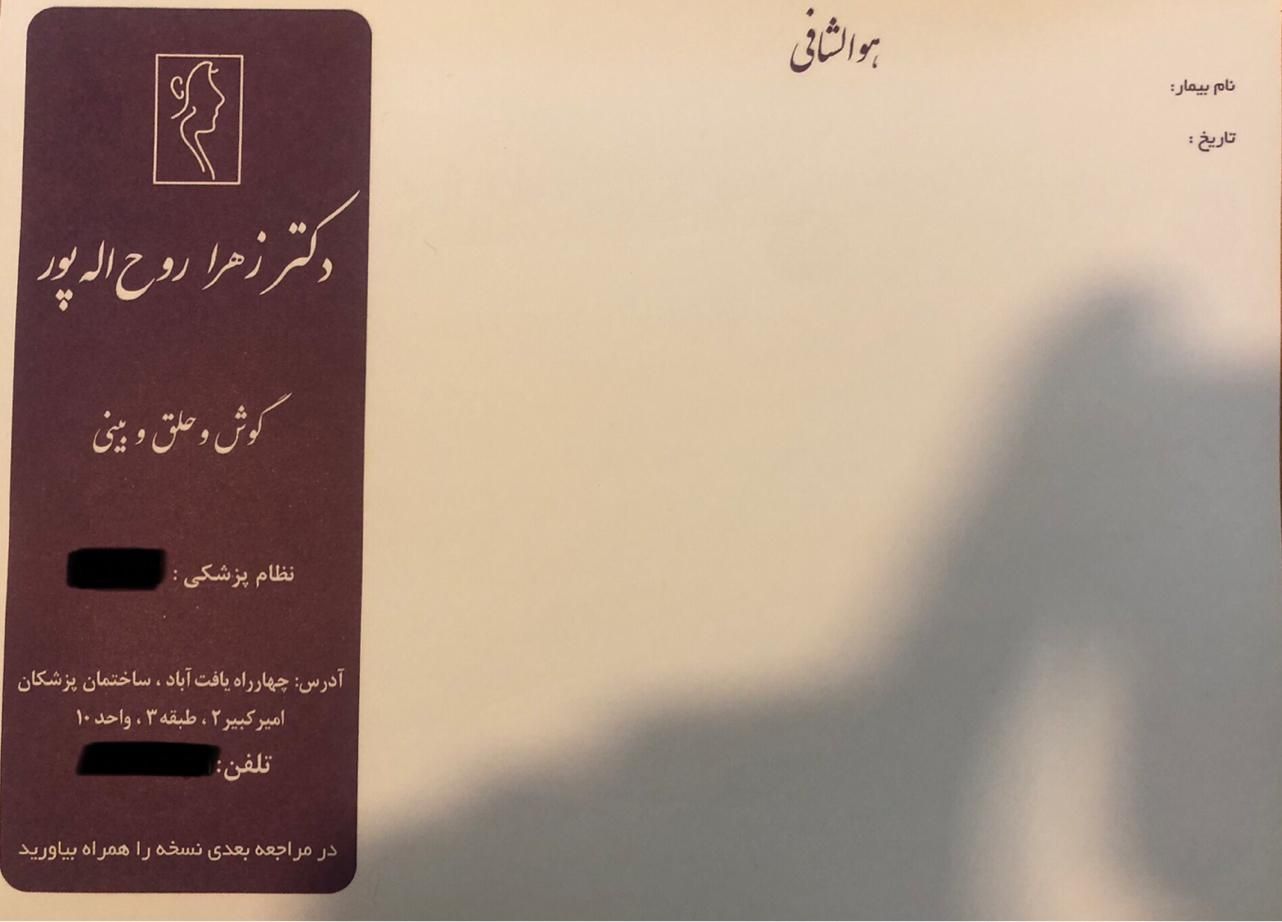 هوالشافی
نام بیمار:
تاریخ :
دکتر زهرا روح اله پور
گوش و حلق و بینی
نظام پزشکی :
آدرس: چهارراه یافت آباد ، ساختمان پزشکان
امیرکبیر ۲ ، طبقه ۳ ، واحد ۱۰
تلفن:
در مراجعه بعدی نسخه را همراه بیاورید